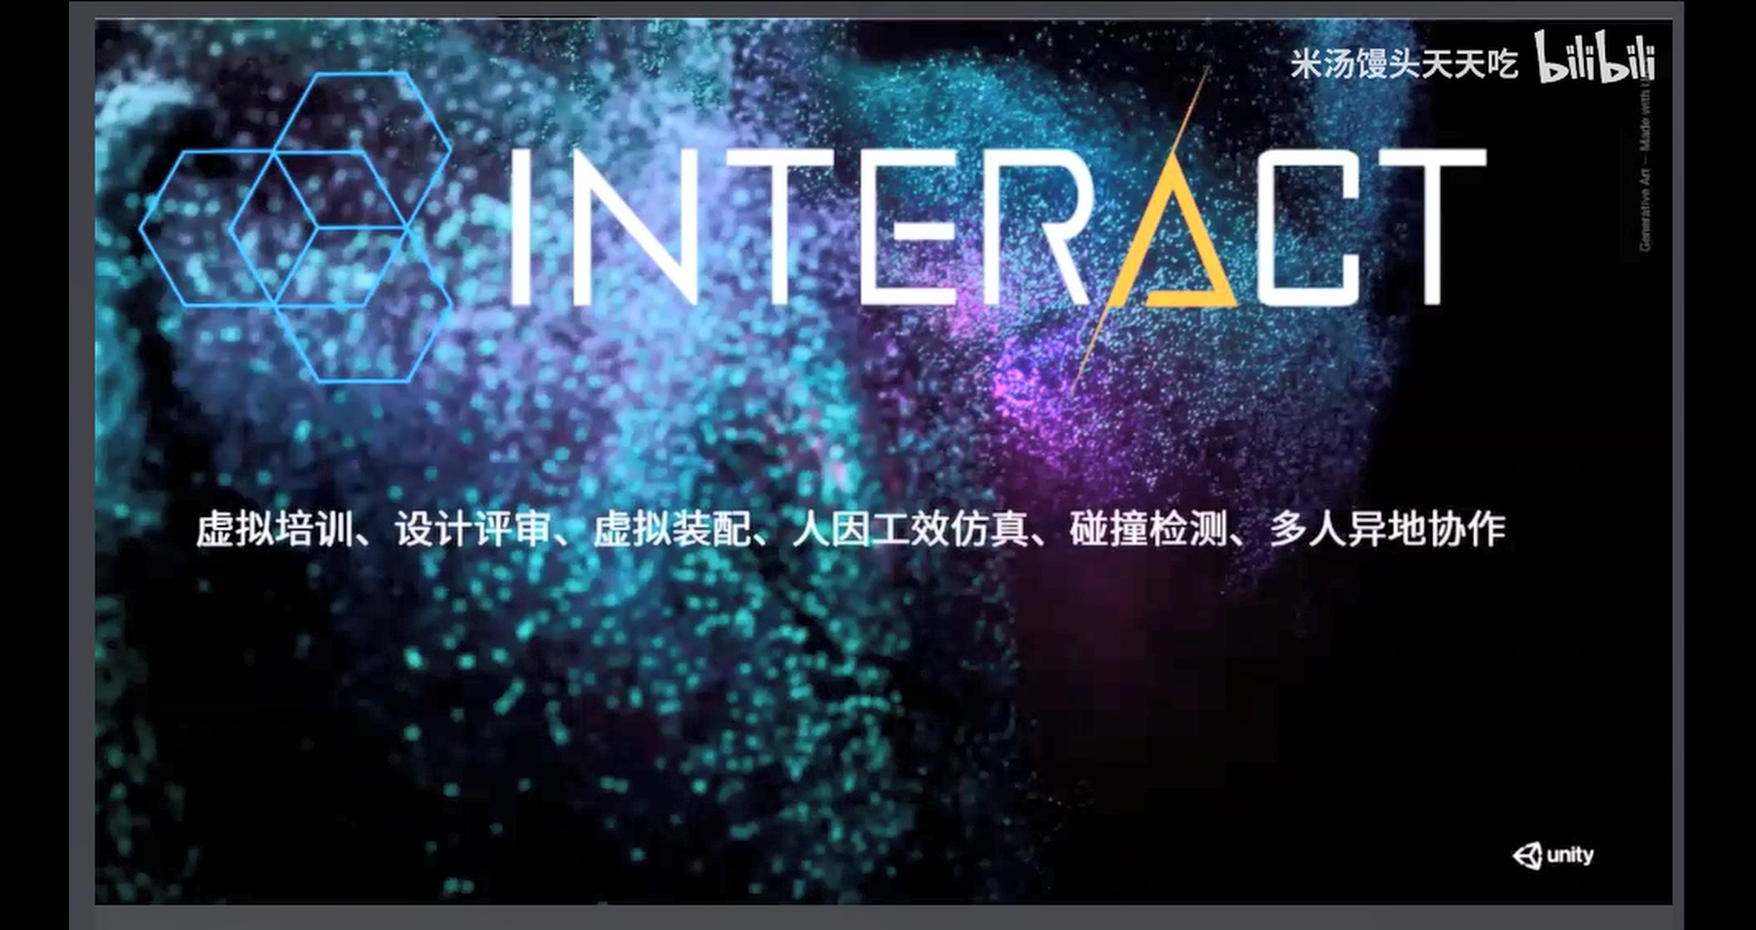 米汤馒头天天吃 bilibili
Generative Art — Made with
INTERACT
虚拟培训、设计评审、虚拟装配、人因工效仿真、碰撞检测、多人异地协作
unity